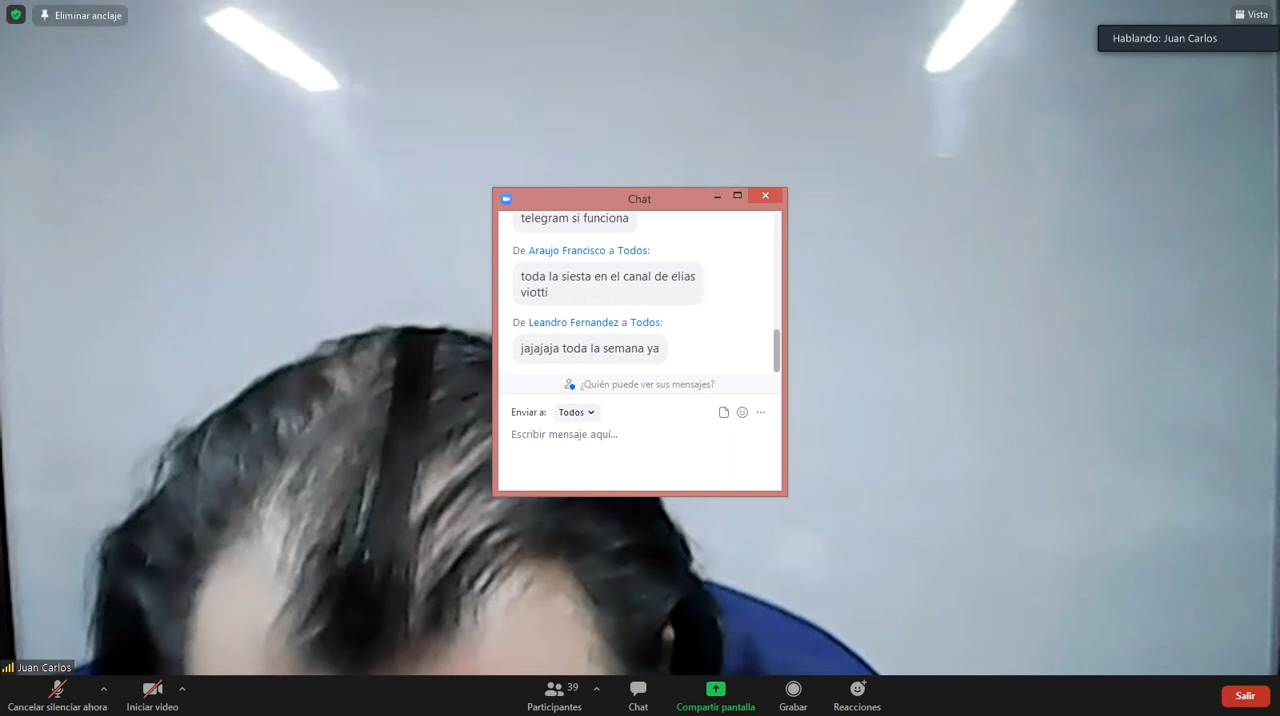 Eliminar anclaje
Vista
Hablando: Juan Carlos
Chat
telegram si funciona
De Araujo Francisco a Todos:
toda la siesta en el canal de elias
viotti
De Leandro Fernandez a Todos:
jajajaja toda la semana ya
¿Quién puede ver sus mensajes?
Enviar a: Todos
Escribir mensaje aquí...
Juan Carlos
Cancelar silenciar ahora
Iniciar video
39
Participantes
Chat
Compartir pantalla
Grabar
Reacciones
Salir